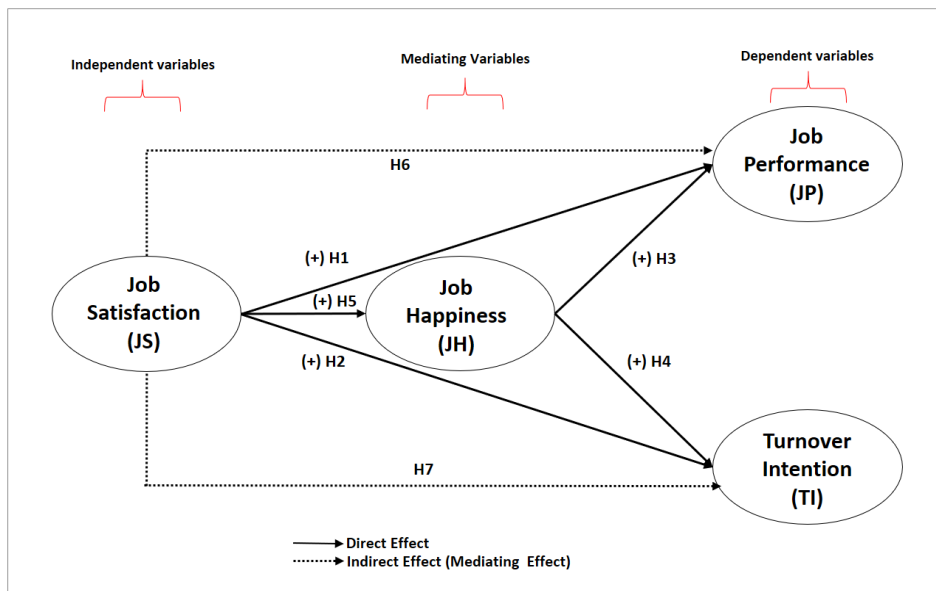 Independent variables
Mediating Variables
Dependent variables
Job
Performance
(JP)
H6
(+) H1
(+) H3
Job
Satisfaction
(JS)
(+) H5
Job
Happiness
(JH)
(+) H2
(+) H4
Turnover
Intention
(TI)
H7
Direct Effect
Indirect Effect (Mediating Effect)